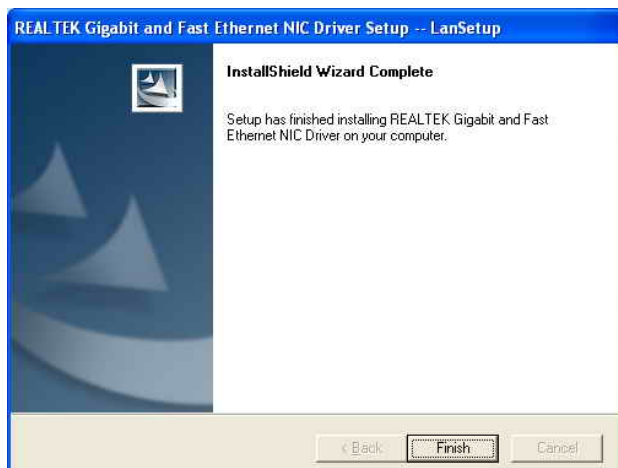 REALTEK Gigabit and Fast Ethernet NIC Driver Setup -- LanSetup
InstallShield Wizard Complete
Setup has finished installing REALTEK Gigabit and Fast
Ethernet NIC Driver on your computer.
< Back
Finish
Cancel